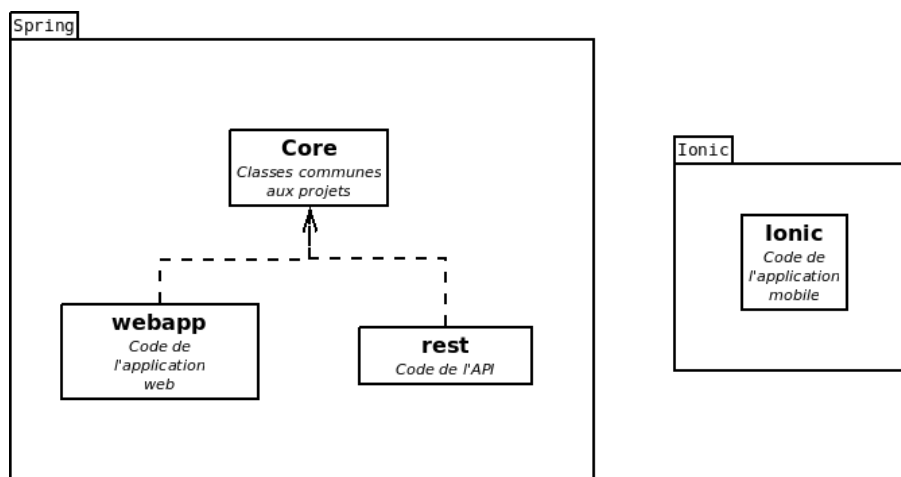 Spring
Core
Classes communes
aux projets
webapp
Code de
l'application
web
rest
Code de l'API
Ionic
Ionic
Code de
l'application
mobile